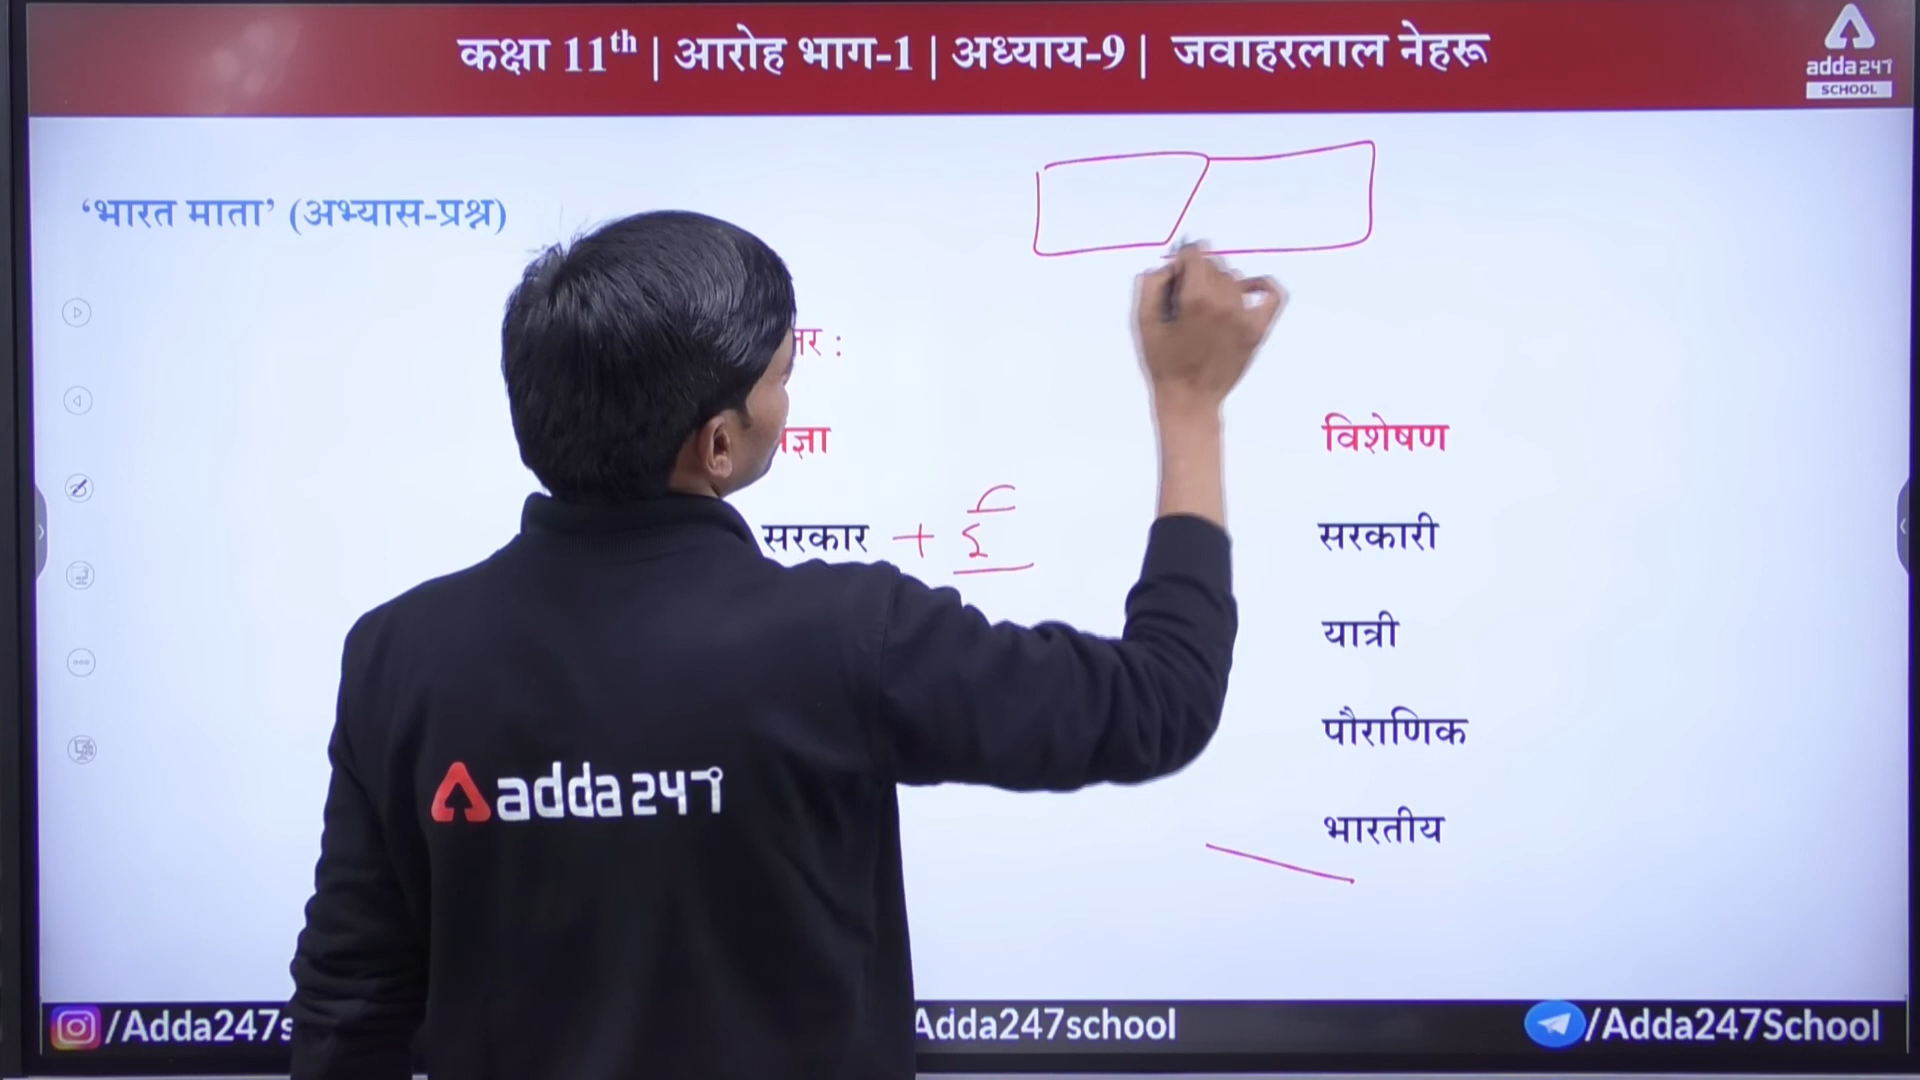 कक्षा 11th | आरोह भाग-1 | अध्याय-9 | जवाहरलाल नेहरू
adda247
SCHOOL
‘भारत माता’ (अभ्यास-प्रश्न)
विशेषण
सरकार + ई
सरकारी
यात्री
पौराणिक
भारतीय
adda247
/Adda247s
Adda247school
/Adda247School